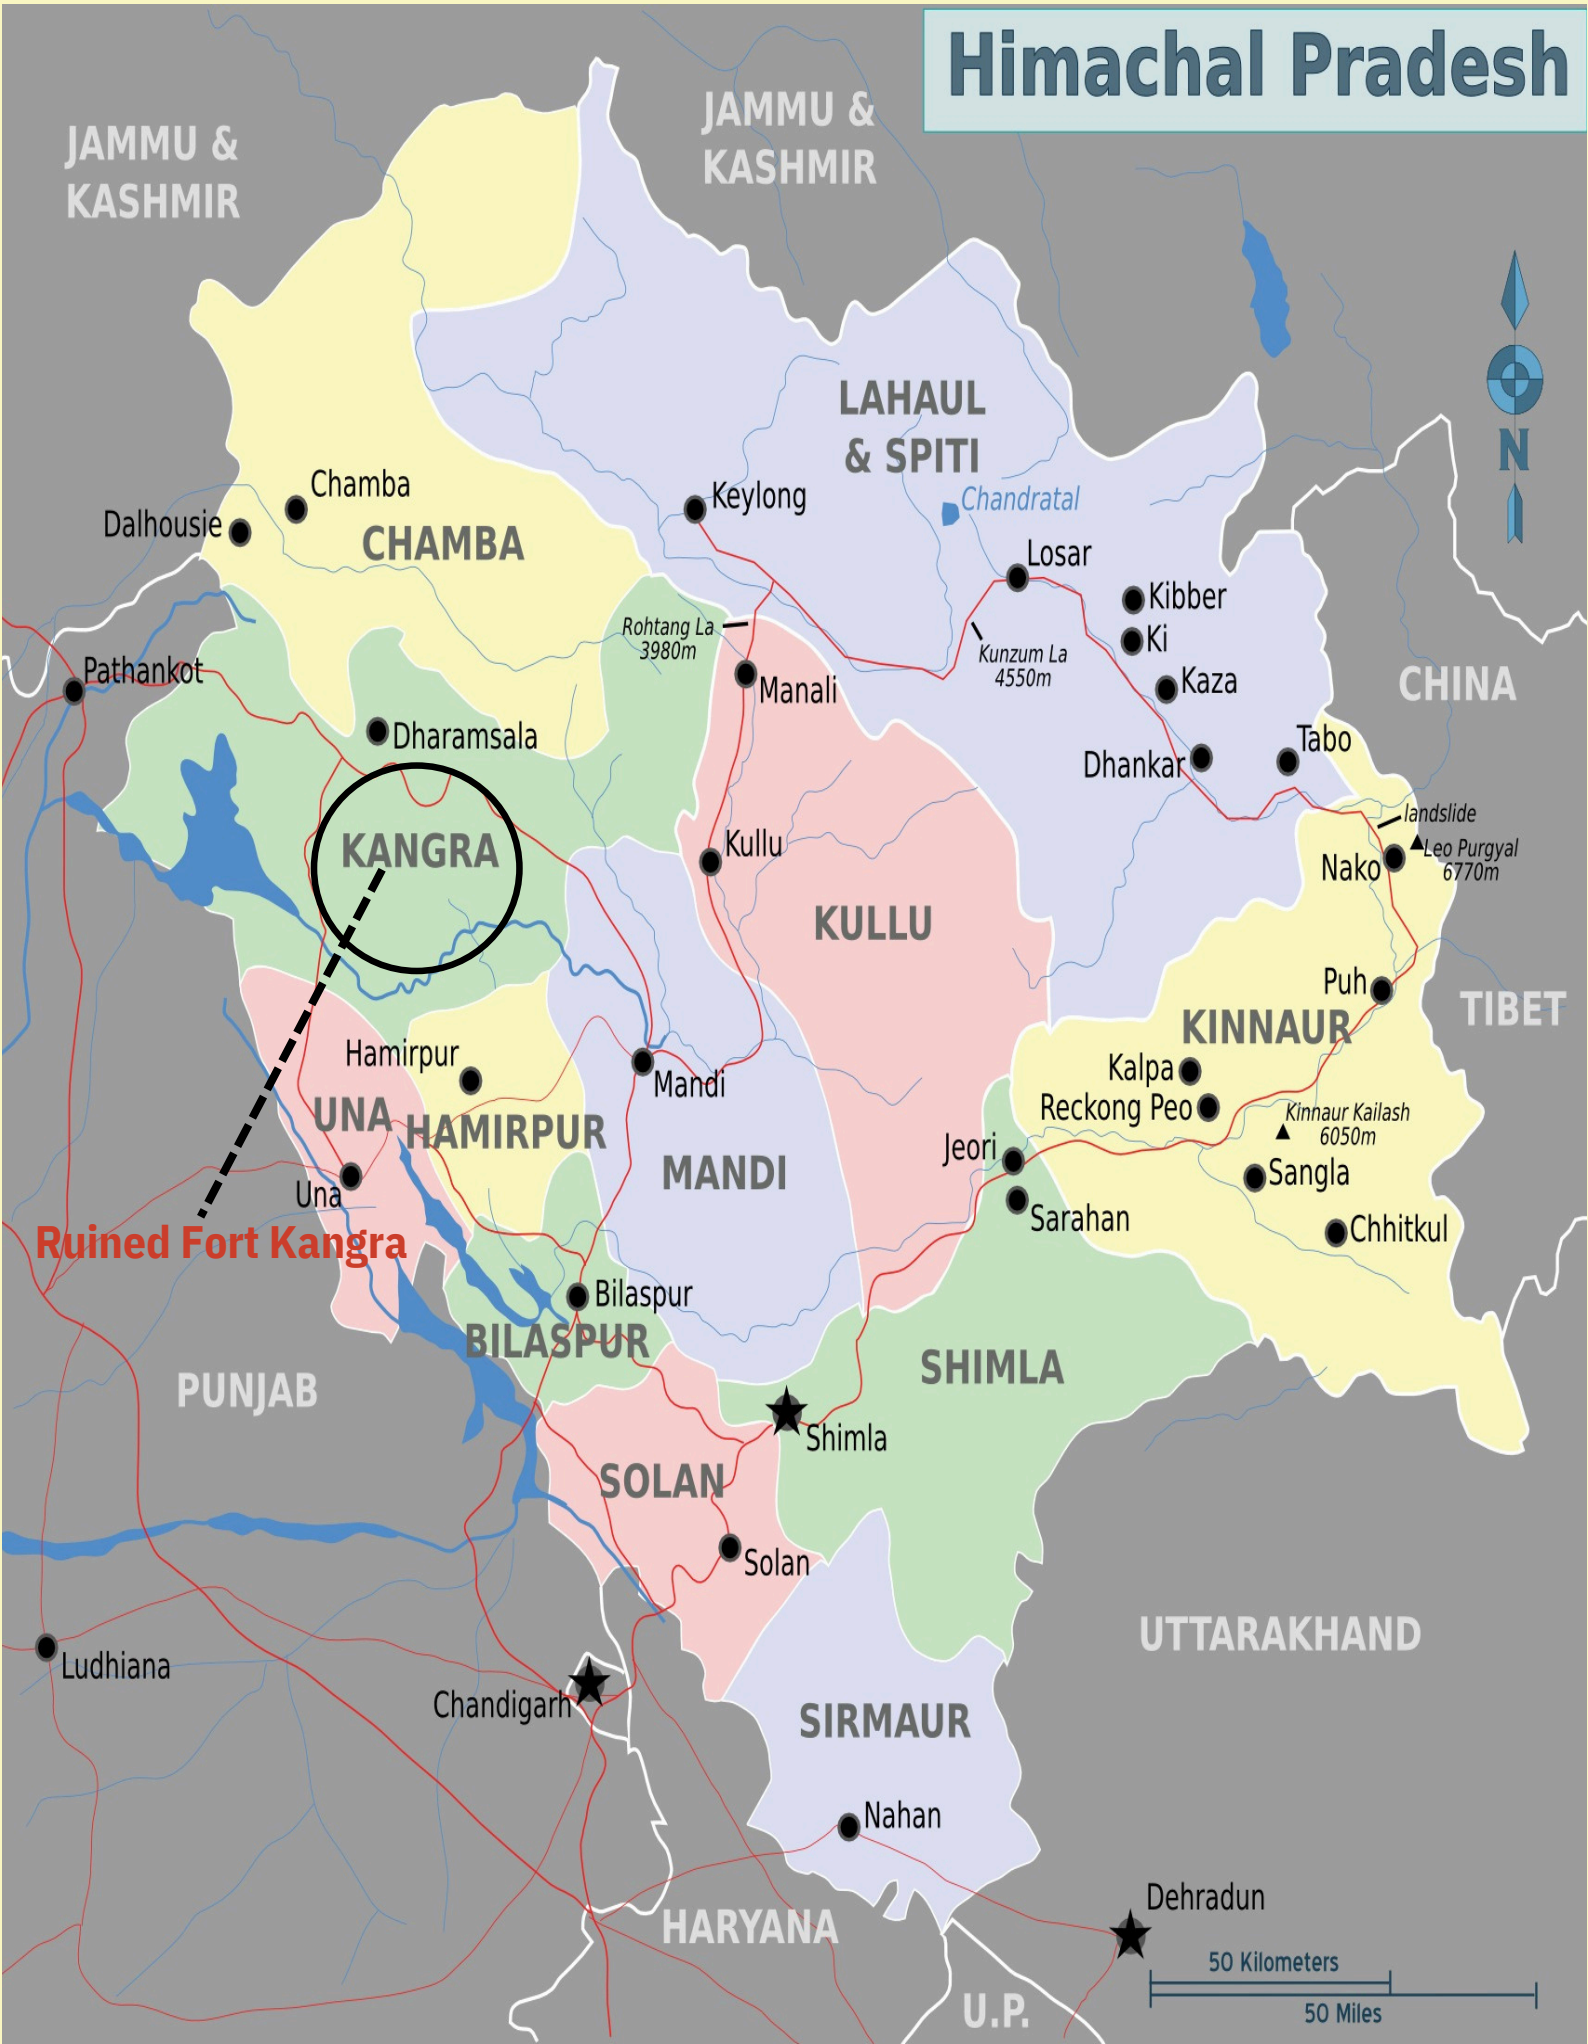 Himachal Pradesh
JAMMU &
KASHMIR
JAMMU &
KASHMIR
LAHAUL
& SPITI
Chandratal
N
Chamba
Dalhousie
CHAMBA
Keylong
Losar
Kibber
Ki
Kaza
Rohtang La
3980m
Kunzum La
4550m
CHINA
Pathankot
Manali
Dharamsala
Dhankar
Tabo
landslide
Leo Purgyal
6770m
Nako
KANGRA
Kullu
KULLU
Puh
TIBET
KINNAUR
Hamirpur
Mandi
Kalpa
Reckong Peo
Kinnaur Kailash
6050m
UNA
HAMIRPUR
MANDI
Jeori
Sangla
Una
Sarahan
Chhitkul
Ruined Fort Kangra
Bilaspur
BILASPUR
PUNJAB
SHIMLA
Shimla
SOLAN
Solan
UTTARAKHAND
Ludhiana
Chandigarh
SIRMAUR
Nahan
Dehradun
HARYANA
50 Kilometers
U.P.
50 Miles